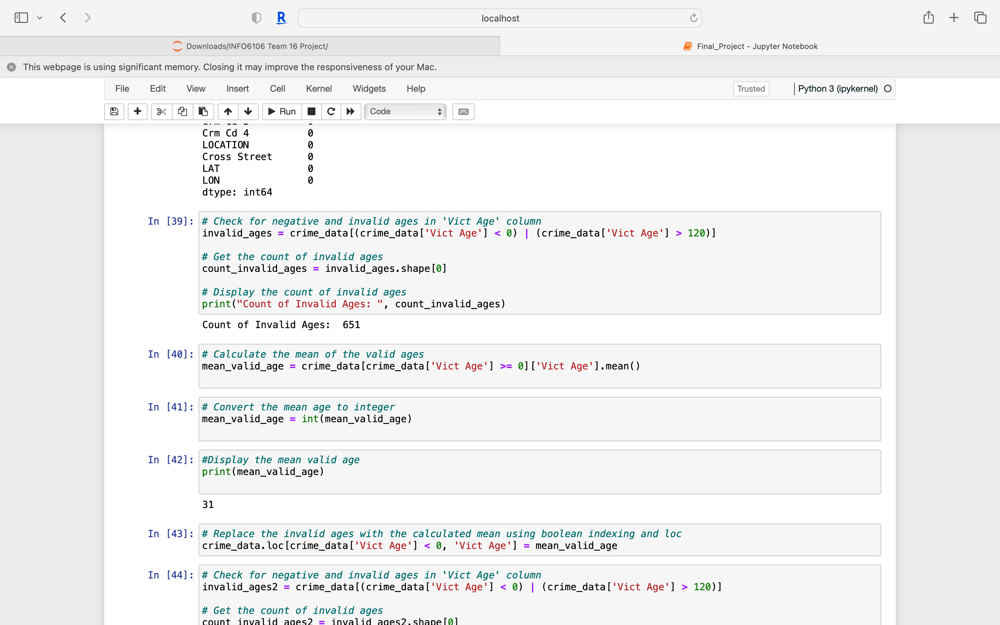 localhost
Downloads/INFO6106 Team 16 Project/
Final_Project - Jupyter Notebook
This webpage is using significant memory. Closing it may improve the responsiveness of your Mac.
File Edit View Insert Cell Kernel Widgets Help Trusted Python 3 (ipykernel)
Run Code
Crm Cd 4 0
LOCATION 0
Cross Street 0
LAT 0
LON 0
dtype: int64
In [39]: # Check for negative and invalid ages in 'Vict Age' column
invalid_ages = crime_data[(crime_data['Vict Age'] < 0) | (crime_data['Vict Age'] > 120)]
# Get the count of invalid ages
count_invalid_ages = invalid_ages.shape[0]
# Display the count of invalid ages
print("Count of Invalid Ages: ", count_invalid_ages)
Count of Invalid Ages:  651
In [40]: # Calculate the mean of the valid ages
mean_valid_age = crime_data[crime_data['Vict Age'] >= 0]['Vict Age'].mean()
In [41]: # Convert the mean age to integer
mean_valid_age = int(mean_valid_age)
In [42]: #Display the mean valid age
print(mean_valid_age)
31
In [43]: # Replace the invalid ages with the calculated mean using boolean indexing and loc
crime_data.loc[crime_data['Vict Age'] < 0, 'Vict Age'] = mean_valid_age
In [44]: # Check for negative and invalid ages in 'Vict Age' column
invalid_ages2 = crime_data[(crime_data['Vict Age'] < 0) | (crime_data['Vict Age'] > 120)]
# Get the count of invalid ages
count_invalid_ages2 = invalid_ages2.shape[0]